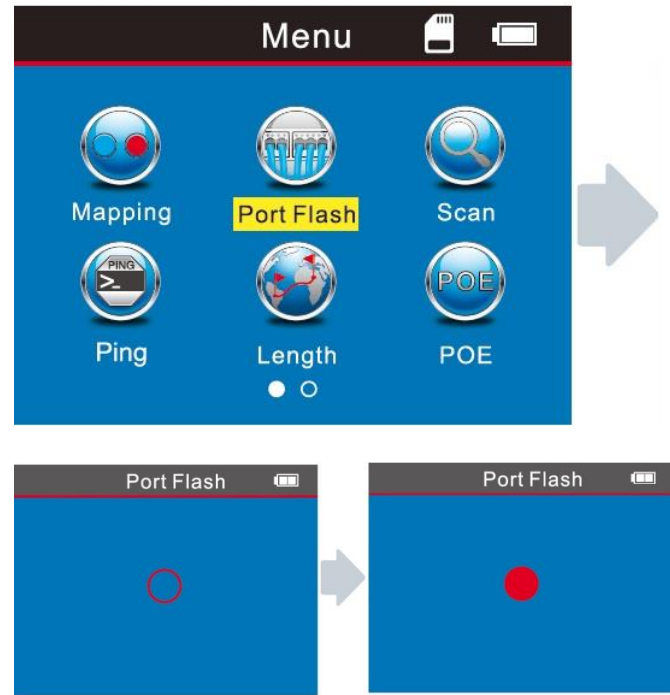 Menu
Mapping
Port Flash
Scan
PING
>_
Ping
Length
POE
POE
Port Flash
Port Flash